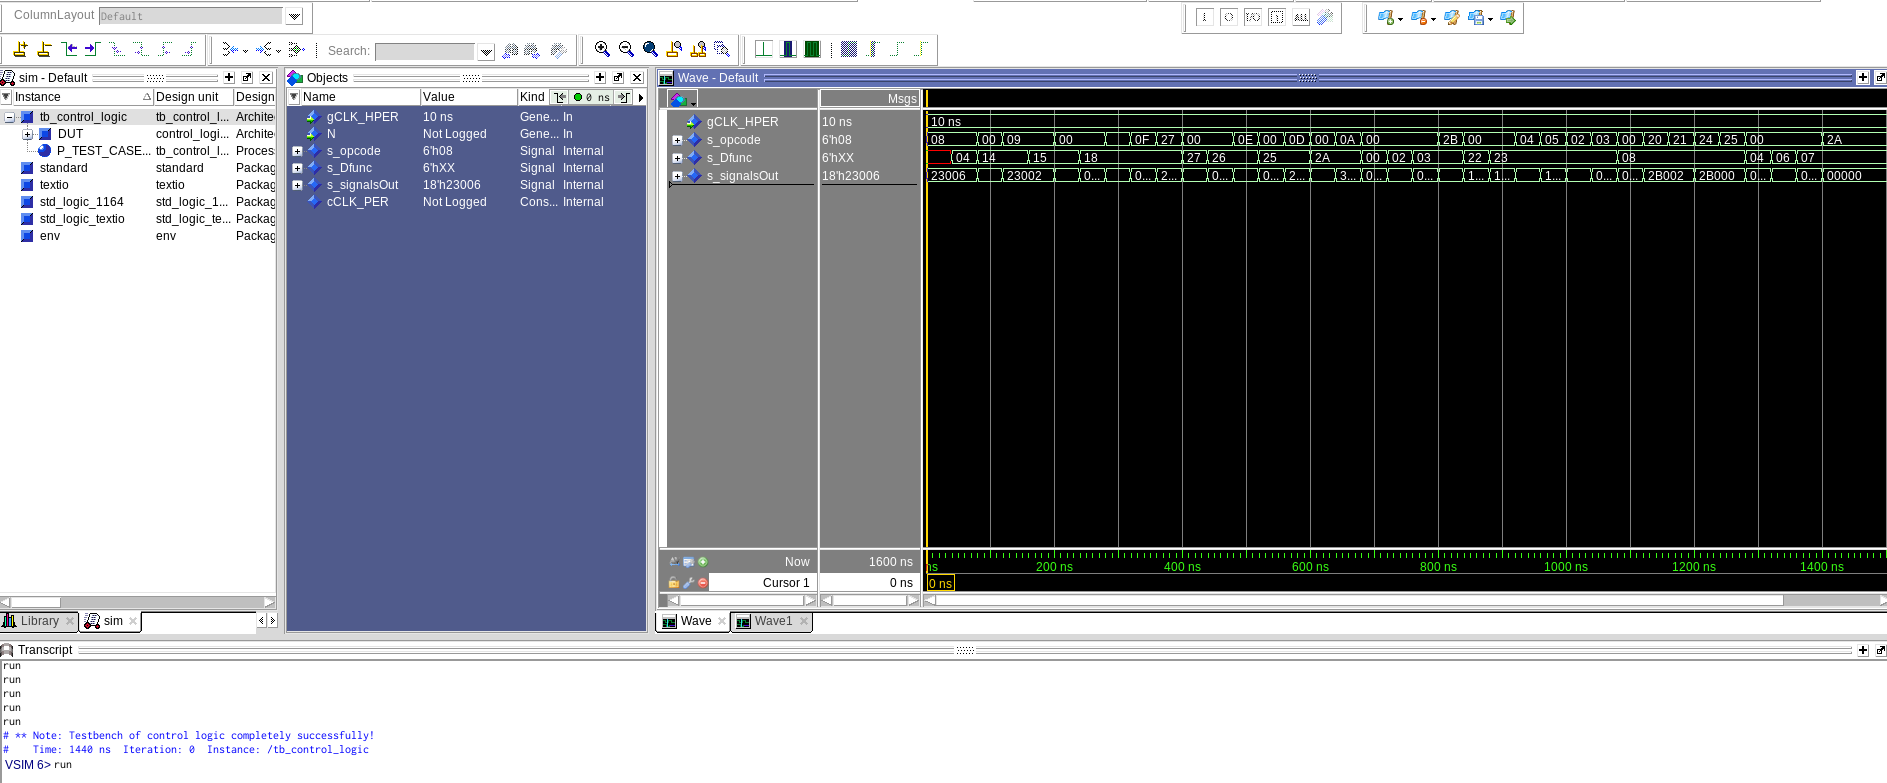 ColumnLayout Default
Search:
sim - Default
Instance Design unit Design
tb_control_logic tb_control_l... Archite
DUT control_logi... Archite
P_TEST_CASE... tb_control_l... Proces
standard standard Packag
textio textio Packag
std_logic_1164 std_logic_1... Packag
std_logic_textio std_logic_te... Packag
env env Packag
Library sim
Objects
Name Value Kind 0 ns
gCLK_HPER 10 ns Gene... In
N Not Logged Gene... In
s_opcode 6'h08 Signal Internal
s_Dfunc 6'hXX Signal Internal
s_signalsOut 18'h23006 Signal Internal
cCLK_PER Not Logged Cons... Internal
Wave - Default
Msgs
gCLK_HPER 10 ns 10 ns
s_opcode 6'h08 08 00 09 00 0F 27 00 0E 00 0D 00 0A 00 2B 00 04 05 02 03 00 20 21 24 25 00 2A
s_Dfunc 6'hXX 04 14 15 18 27 26 25 2A 00 02 03 22 23 08 04 06 07
s_signalsOut 18'h23006 23006 23002 0... 0... 2... 0... 0... 2... 3... 0... 0... 1... 1... 1... 0... 0... 2B002 2B000 0... 0... 00000
Now 1600 ns ns 200 ns 400 ns 600 ns 800 ns 1000 ns 1200 ns 1400 ns
Cursor 1 0 ns 0 ns
Wave Wave1
Transcript
run
run
run
run
run
# ** Note: Testbench of control logic completely successfully!
# Time: 1440 ns Iteration: 0 Instance: /tb_control_logic
VSIM 6> run